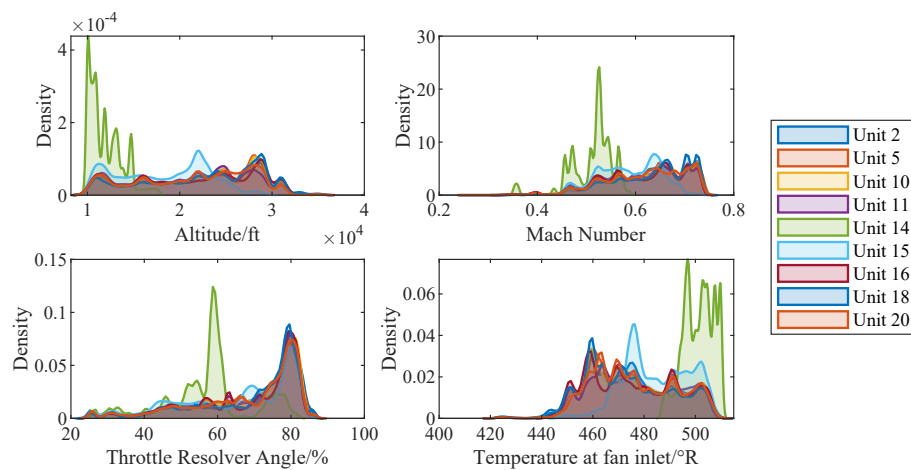 ×10⁻⁴
4
2
0
Density
1
2
3
4
Altitude/ft
×10⁴
30
20
10
0
Density
0.2
0.4
0.6
0.8
Mach Number
0.15
0.1
0.05
0
Density
20
40
60
80
100
Throttle Resolver Angle/%
0.06
0.04
0.02
0
Density
400
420
440
460
480
500
Temperature at fan inlet/°R
Unit 2
Unit 5
Unit 10
Unit 11
Unit 14
Unit 15
Unit 16
Unit 18
Unit 20